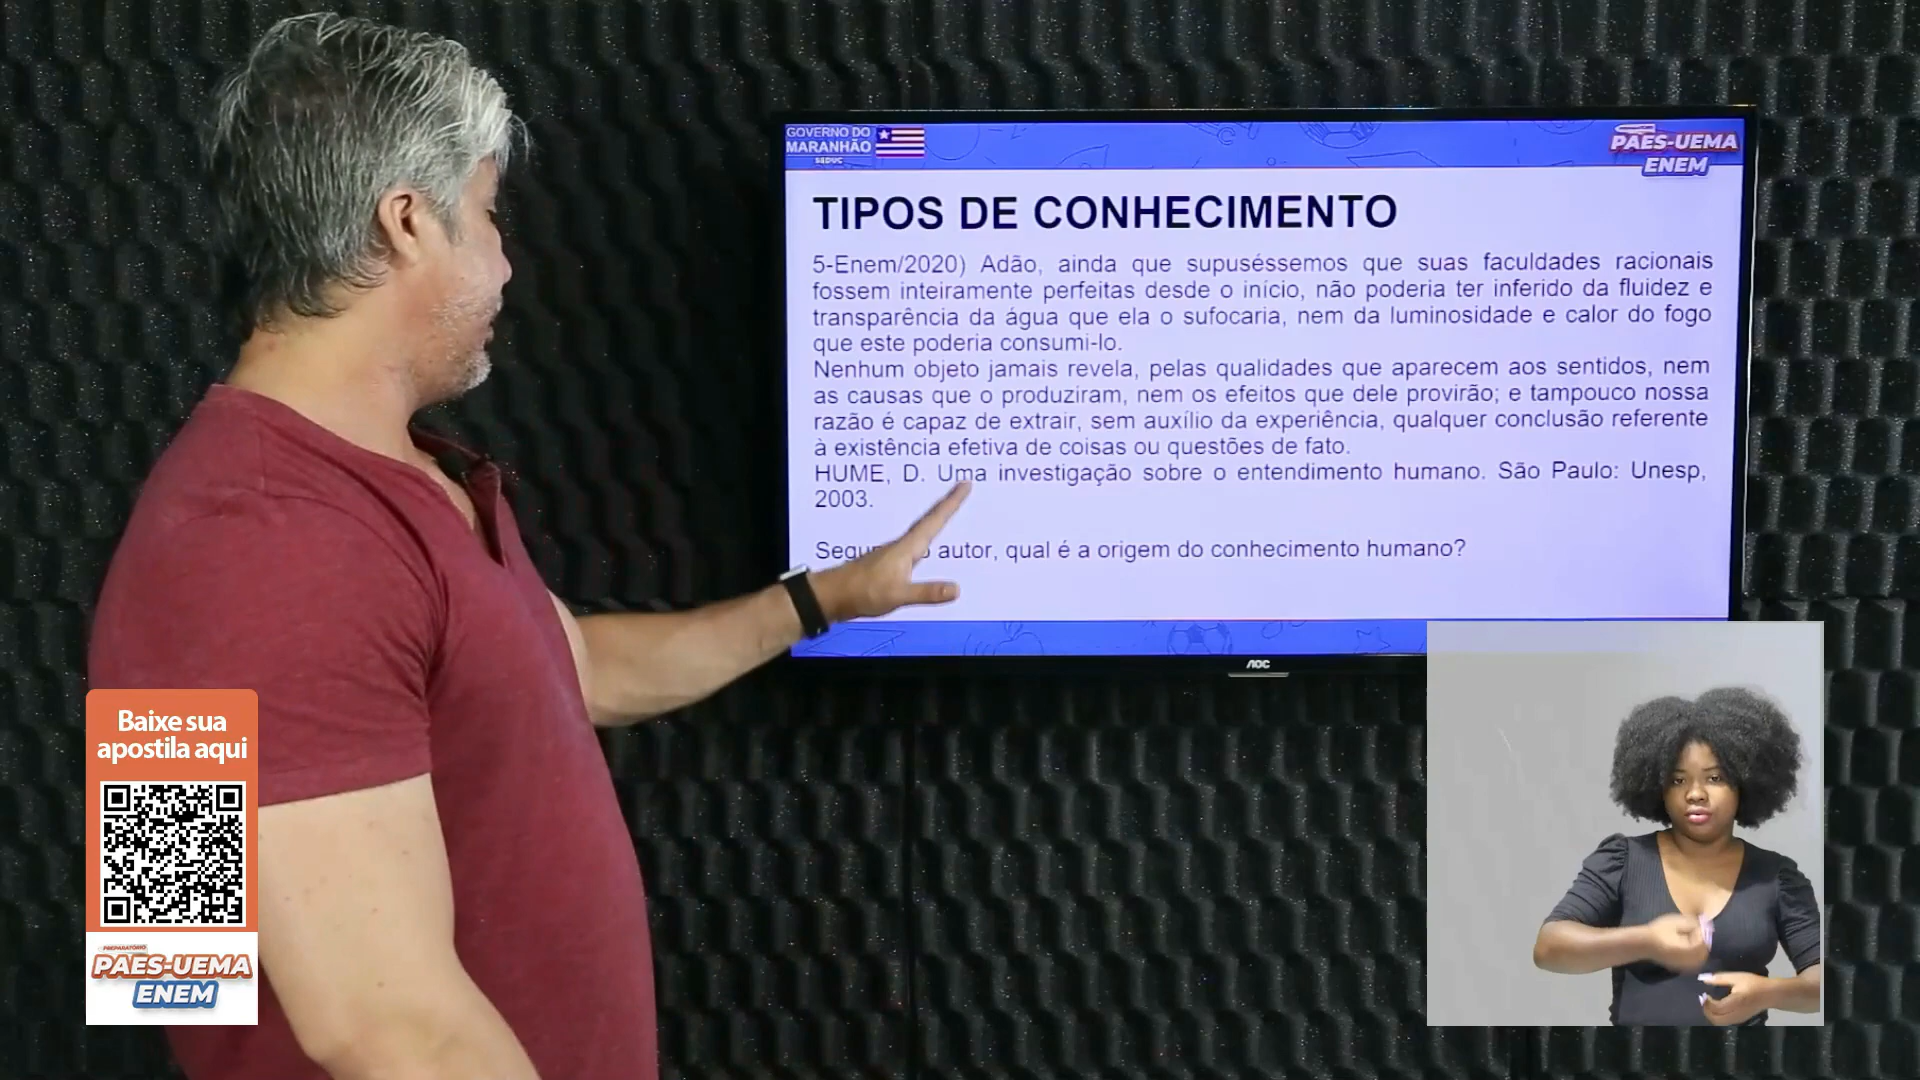 GOVERNO DO
MARANHÃO
SEDUC
PAES-UEMA
ENEM
TIPOS DE CONHECIMENTO
5-Enem/2020) Adão, ainda que supuséssemos que suas faculdades racionais
fossem inteiramente perfeitas desde o início, não poderia ter inferido da fluidez e
transparência da água que ela o sufocaria, nem da luminosidade e calor do fogo
que este poderia consumi-lo.
Nenhum objeto jamais revela, pelas qualidades que aparecem aos sentidos, nem
as causas que o produziram, nem os efeitos que dele provirão; e tampouco nossa
razão é capaz de extrair, sem auxílio da experiência, qualquer conclusão referente
à existência efetiva de coisas ou questões de fato.
HUME, D. Uma investigação sobre o entendimento humano. São Paulo: Unesp,
2003.
autor, qual é a origem do conhecimento humano?
AOC
Baixe sua
apostila aqui
PREPARATÓRIO
PAES-UEMA
ENEM